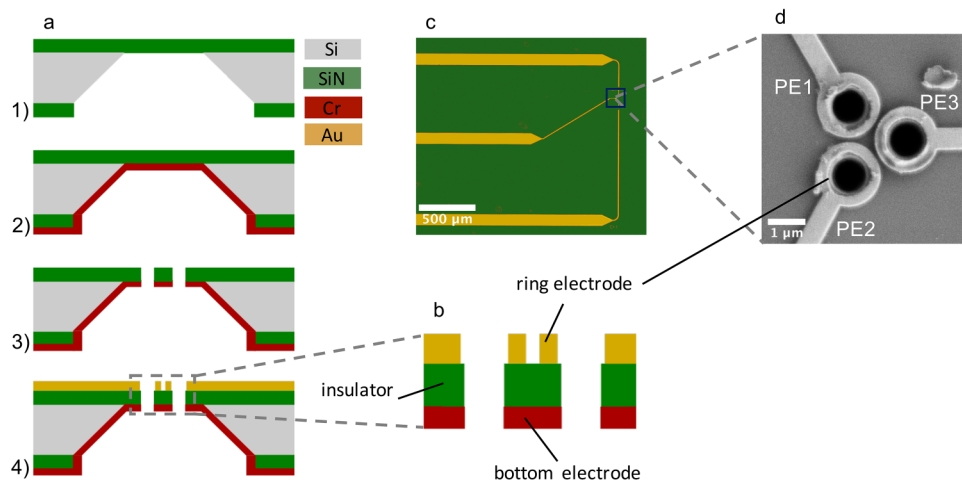 a
Si
SiN
Cr
Au
1)
2)
3)
4)
b
insulator
ring electrode
bottom electrode
c
500 µm
d
PE1
PE3
PE2
1 µm